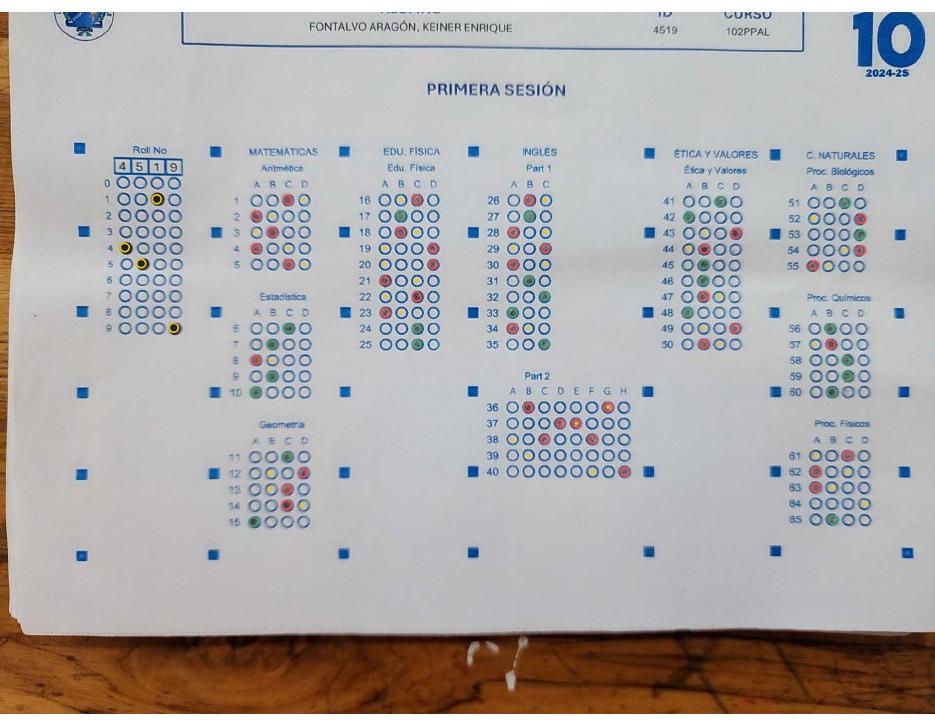 ID CURSO
FONTALVO ARAGÓN, KEINER ENRIQUE 4519 102PPAL
10
2024-2S
PRIMERA SESIÓN
Roll No
4 5 1 9
0
1
2
3
4
5
6
7
8
9
MATEMÁTICAS
Aritmética
A B C D
1
2
3
4
5
Estadística
A B C D
6
7
8
9
10
Geometría
A B C D
11
12
13
14
15
EDU. FÍSICA
Edu. Física
A B C D
16
17
18
19
20
21
22
23
24
25
INGLÉS
Part 1
A B C
26
27
28
29
30
31
32
33
34
35
Part 2
A B C D E F G H
36
37
38
39
40
ÉTICA Y VALORES
Ética y Valores
A B C D
41
42
43
44
45
46
47
48
49
50
C. NATURALES
Proc. Biológicos
A B C D
51
52
53
54
55
Proc. Químicos
A B C D
56
57
58
59
60
Proc. Físicos
A B C D
61
62
63
64
65